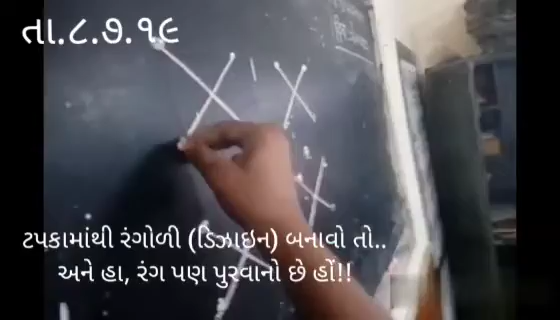 તા.૮.૭.૧૯
ટપકામાંથી રંગોળી (ડિઝાઇન) બનાવો તો..
અને હા, રંગ પણ પુરવાનો છે હોં!!